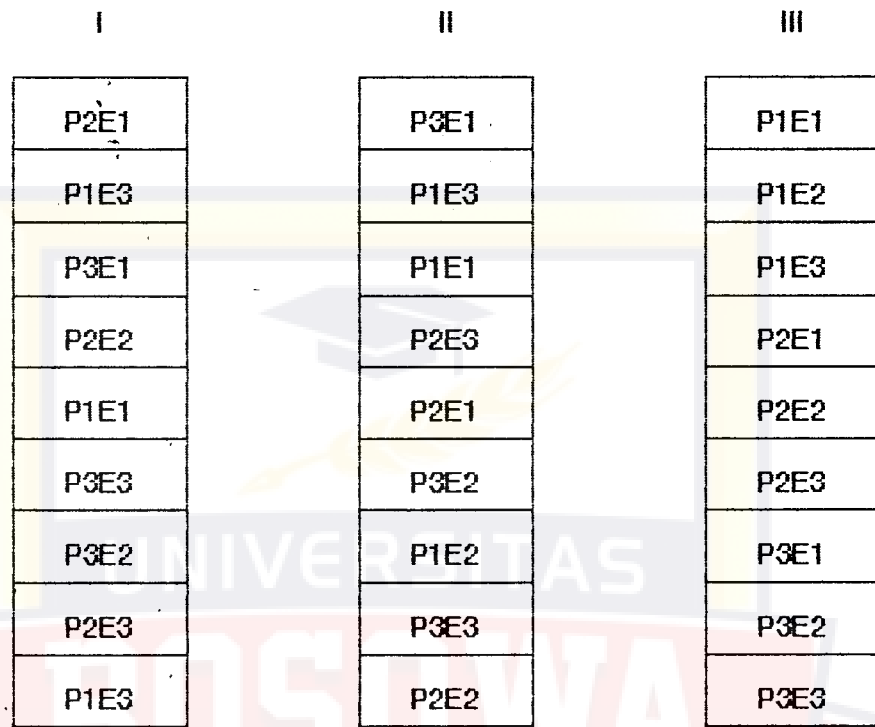 I II III
P2E1 P3E1 P1E1
P1E3 P1E3 P1E2
P3E1 P1E1 P1E3
P2E2 P2E3 P2E1
P1E1 P2E1 P2E2
P3E3 P3E2 P2E3
P3E2 P1E2 P3E1
P2E3 P3E3 P3E2
P1E3 P2E2 P3E3
UNIVERSITAS
BOSOWA